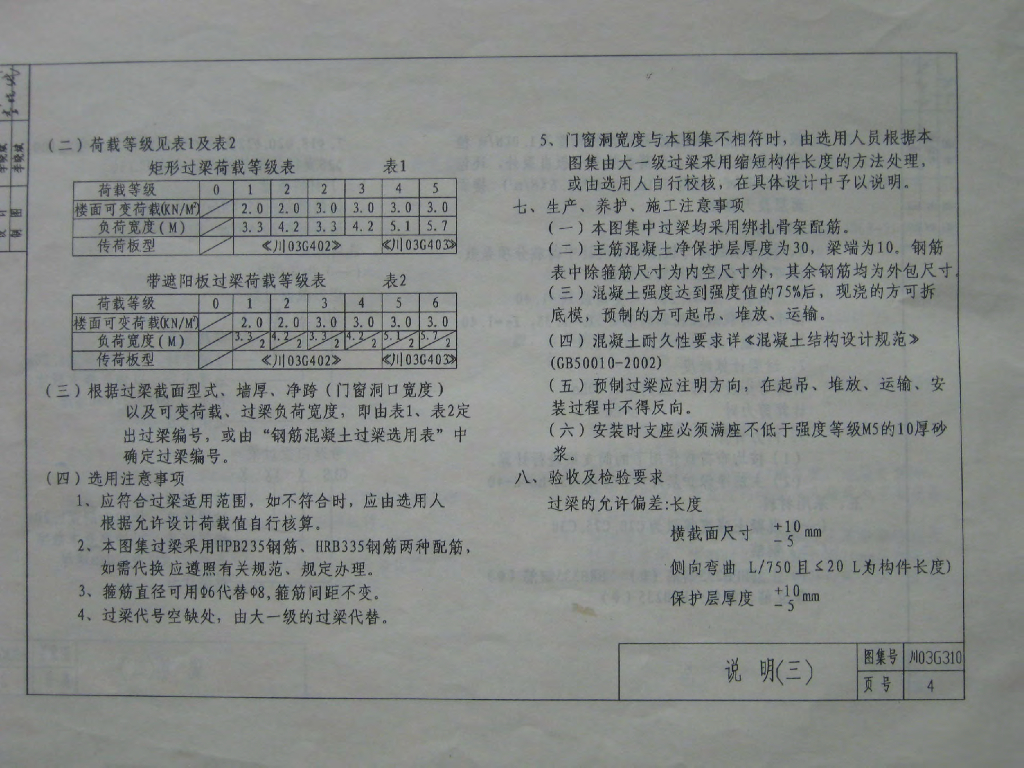 (二)荷载等级见表1及表2
矩形过梁荷载等级表 表1
荷载等级 0 1 2 2 3 4 5
楼面可变荷载(KN/M²) 2.0 2.0 3.0 3.0 3.0 3.0
负荷宽度(M) 3.3 4.2 3.3 4.2 5.1 5.7
传荷板型 《川03G402》 《川03G403》
带遮阳板过梁荷载等级表 表2
荷载等级 0 1 2 3 4 5 6
楼面可变荷载(KN/M²) 2.0 2.0 3.0 3.0 3.0 3.0
负荷宽度(M) 3.3/2 4.2/2 3.3/2 4.2/2 5.1/2 5.7/2
传荷板型 《川03G402》 《川03G403》
(三)根据过梁截面型式、墙厚、净跨(门窗洞口宽度)
以及可变荷载、过梁负荷宽度,即由表1、表2定
出过梁编号,或由“钢筋混凝土过梁选用表”中
确定过梁编号。
(四)选用注意事项
1、应符合过梁适用范围,如不符合时,应由选用人
根据允许设计荷载值自行核算。
2、本图集过梁采用HPB235钢筋、HRB335钢筋两种配筋,
如需代换应遵照有关规范、规定办理。
3、箍筋直径可用Φ6代替Φ8,箍筋间距不变。
4、过梁代号空缺处,由大一级的过梁代替。
5、门窗洞宽度与本图集不相符时,由选用人员根据本
图集由大一级过梁采用缩短构件长度的方法处理,
或由选用人自行校核,在具体设计中予以说明。
七、生产、养护、施工注意事项
(一)本图集中过梁均采用绑扎骨架配筋。
(二)主筋混凝土净保护层厚度为30,梁端为10。钢筋
表中除箍筋尺寸为内空尺寸外,其余钢筋均为外包尺寸.
(三)混凝土强度达到强度值的75%后,现浇的方可拆
底模,预制的方可起吊、堆放、运输。
(四)混凝土耐久性要求详《混凝土结构设计规范》
(GB50010-2002)
(五)预制过梁应注明方向,在起吊、堆放、运输、安
装过程中不得反向。
(六)安装时支座必须满座不低于强度等级M5的10厚砂
浆。
八、验收及检验要求
过梁的允许偏差:长度
横截面尺寸 +10 -5 mm
侧向弯曲 L/750且≤20 L为构件长度)
保护层厚度 +10 -5 mm
说 明(三)
图集号 川03G310
页 号 4
设 计
制 图